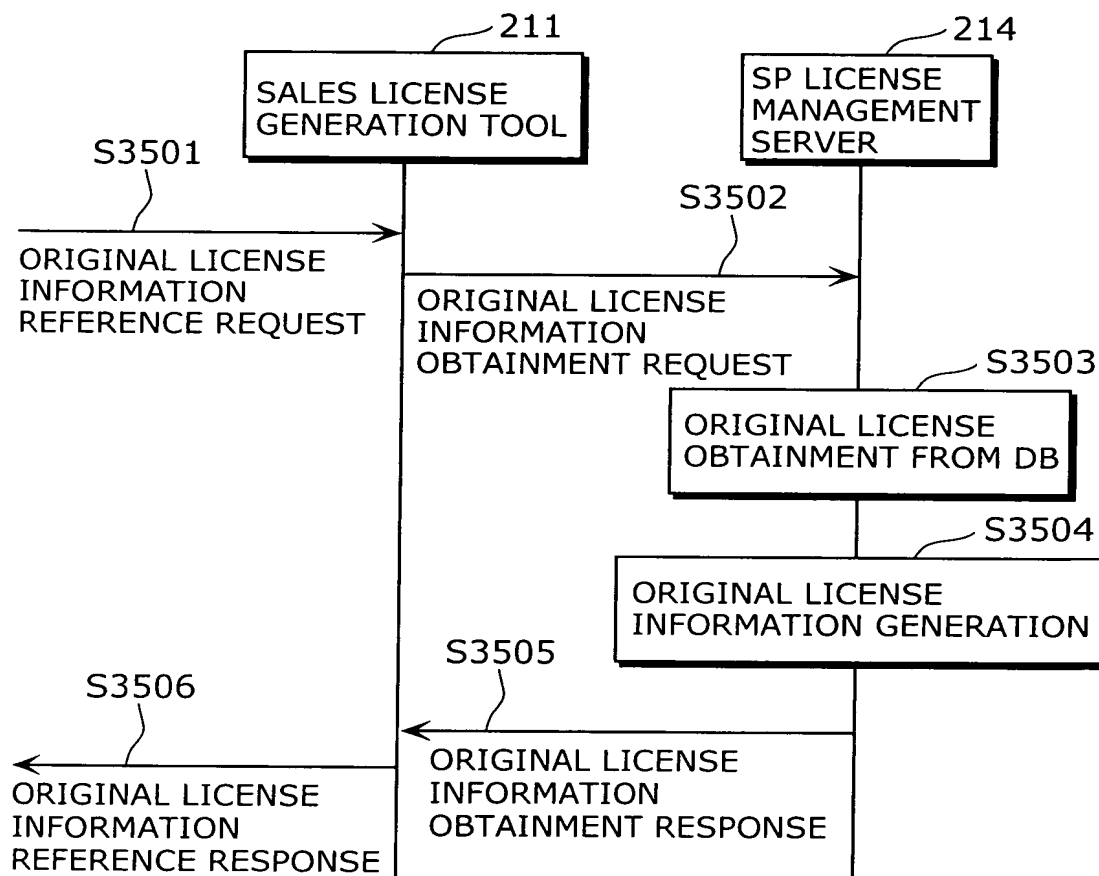 211
214
SALES LICENSE
GENERATION TOOL
SP LICENSE
MANAGEMENT
SERVER
S3501
ORIGINAL LICENSE
INFORMATION
REFERENCE REQUEST
S3502
ORIGINAL LICENSE
INFORMATION
OBTAINMENT REQUEST
S3503
ORIGINAL LICENSE
OBTAINMENT FROM DB
S3504
ORIGINAL LICENSE
INFORMATION GENERATION
S3505
ORIGINAL LICENSE
INFORMATION
OBTAINMENT RESPONSE
S3506
ORIGINAL LICENSE
INFORMATION
REFERENCE RESPONSE